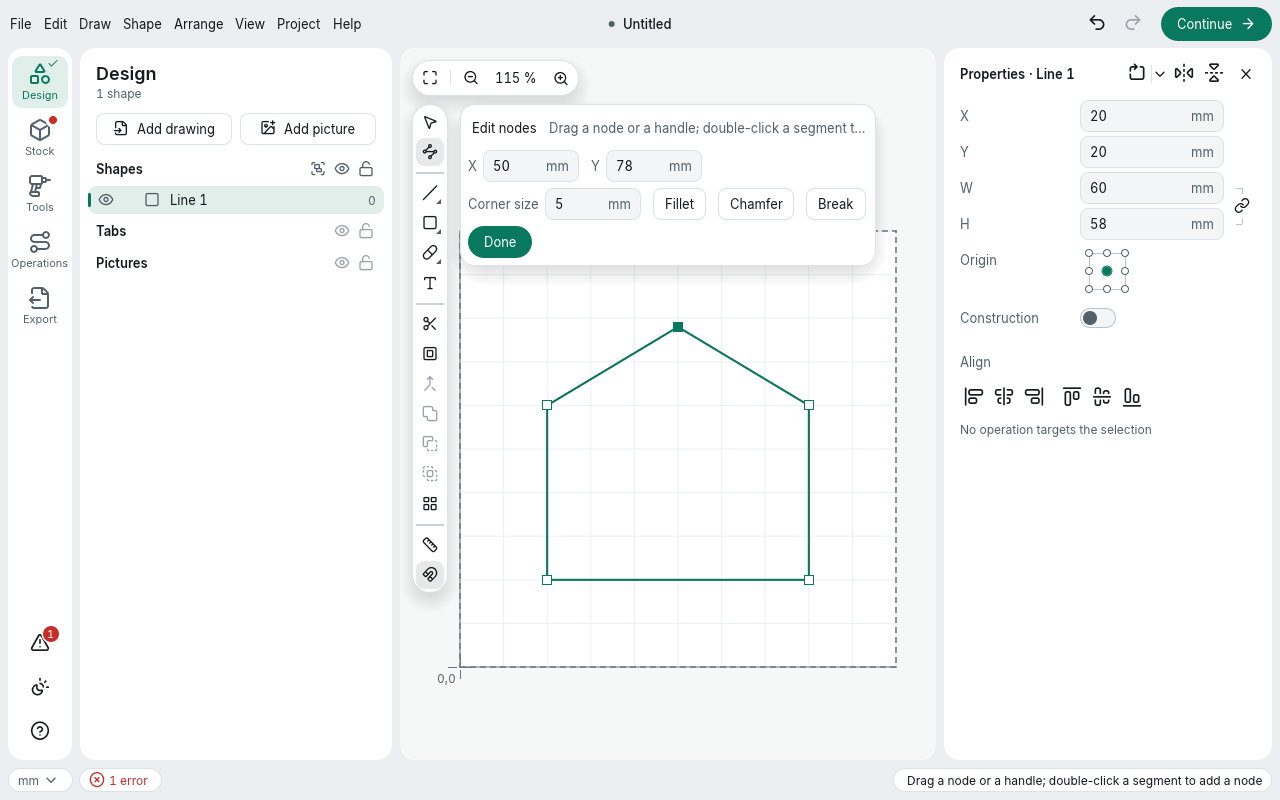 File Edit Draw Shape Arrange View Project Help
Untitled
Continue
Design
Stock
Tools
Operations
Export
1
Design
1 shape
Add drawing
Add picture
Shapes
Line 1
0
Tabs
Pictures
115 %
Edit nodes
Drag a node or a handle; double-click a segment t…
X 50 mm Y 78 mm
Corner size 5 mm Fillet Chamfer Break
Done
0,0
Properties · Line 1
X 20 mm
Y 20 mm
W 60 mm
H 58 mm
Origin
Construction
Align
No operation targets the selection
mm
1 error
Drag a node or a handle; double-click a segment to add a node